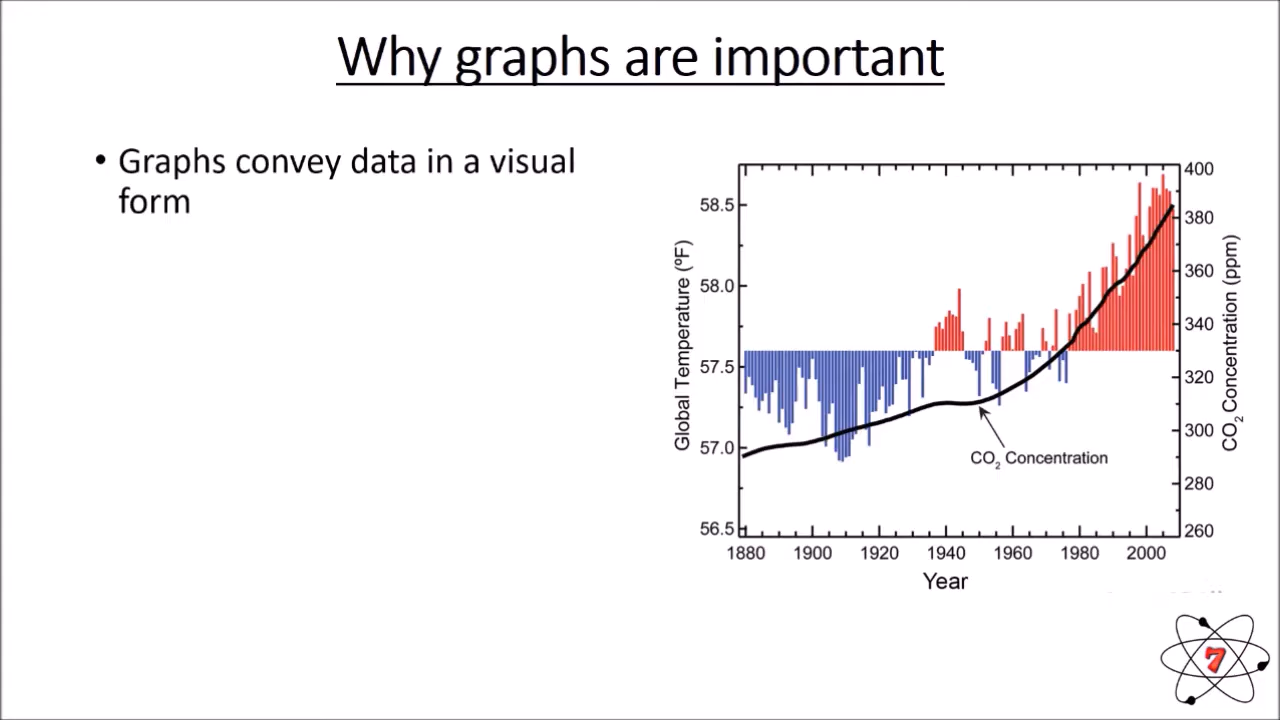 Why graphs are important
• Graphs convey data in a visual
form
Global Temperature (ºF)
58.5
58.0
57.5
57.0
56.5
400
380
360
340
320
300
280
260
CO₂ Concentration (ppm)
CO₂ Concentration
1880 1900 1920 1940 1960 1980 2000
Year
7